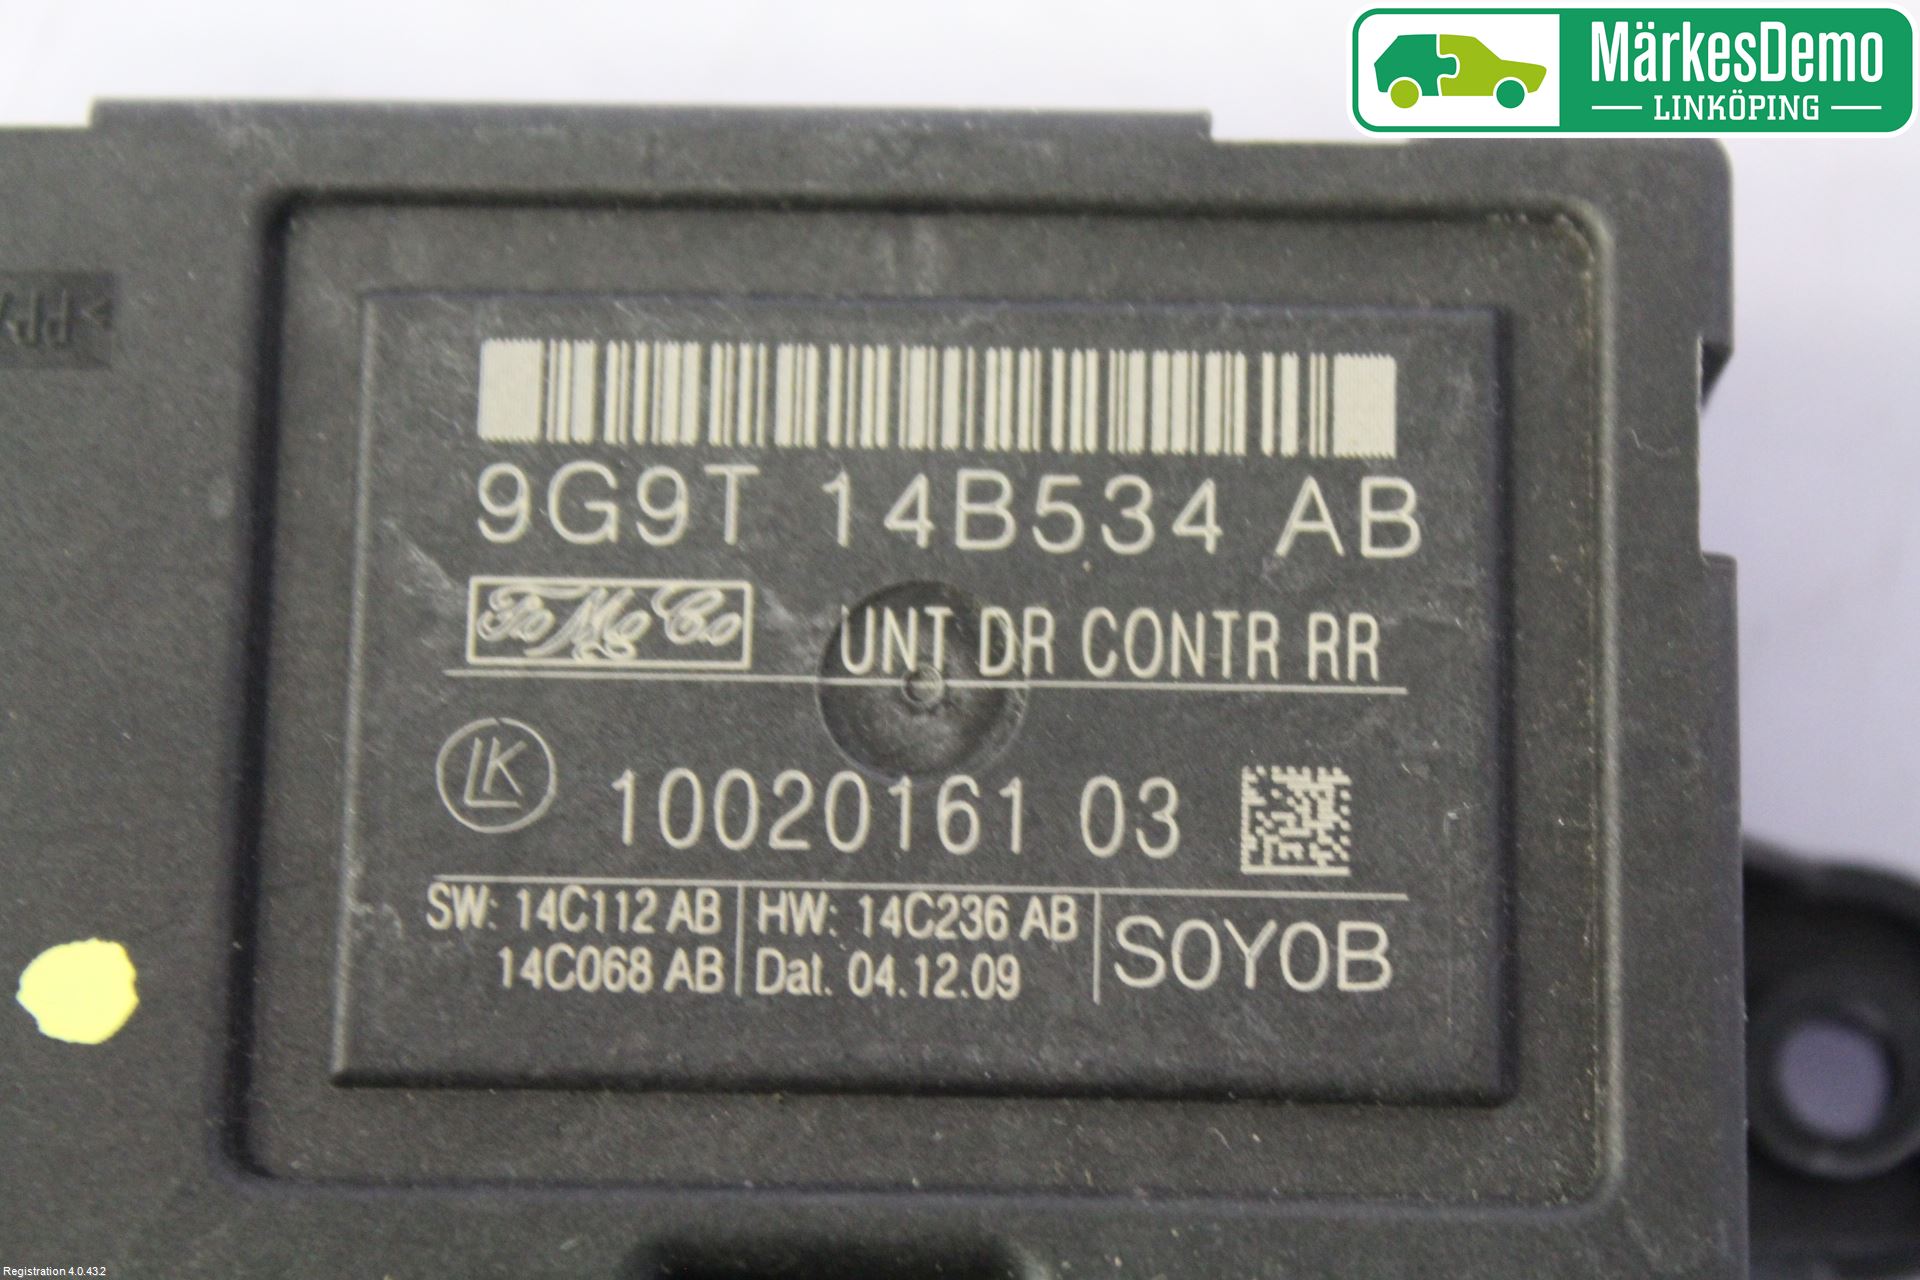 MärkesDemo
LINKÖPING
9G9T 14B534 AB
FoMoCo
UNT DR CONTR RR
LK
10020161 03
SW: 14C112 AB
14C068 AB
HW: 14C236 AB
Dat. 04.12.09
S0Y0B
Registration 4.0.43.2